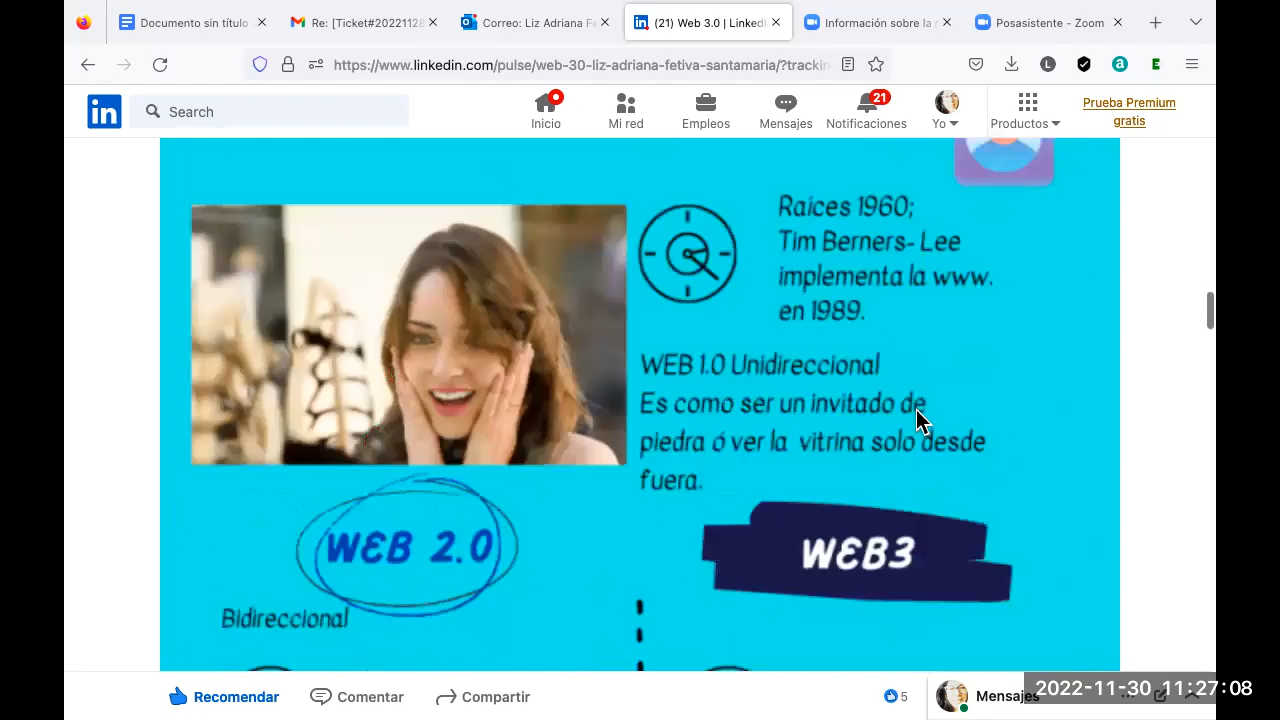 Documento sin título
Re: [Ticket#20221128
Correo: Liz Adriana Fe
(21) Web 3.0 | LinkedI
Información sobre la r
Posasistente - Zoom
https://www.linkedin.com/pulse/web-30-liz-adriana-fetiva-santamaria/?trackin
in
Search
Inicio
Mi red
Empleos
Mensajes
21
Notificaciones
Yo
Productos
Prueba Premium
gratis
Raíces 1960;
Tim Berners- Lee
implementa la www.
en 1989.
WEB 1.0 Unidireccional
Es como ser un invitado de
piedra ó ver la vitrina solo desde
fuera.
WEB 2.0
WEB3
Bidireccional
Recomendar
Comentar
Compartir
5
Mensajes
2022-11-30 11:27:08